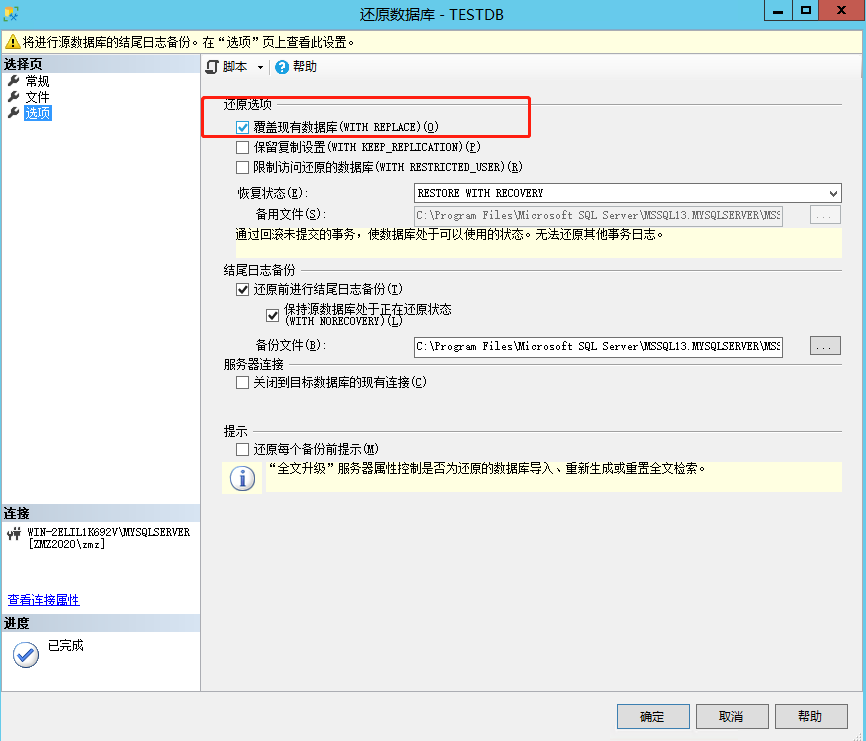 还原数据库 - TESTDB
将进行源数据库的结尾日志备份。在“选项”页上查看此设置。
选择页
常规
文件
选项
脚本
帮助
还原选项
覆盖现有数据库(WITH REPLACE)(O)
保留复制设置(WITH KEEP_REPLICATION)(P)
限制访问还原的数据库(WITH RESTRICTED_USER)(R)
恢复状态(E):
RESTORE WITH RECOVERY
备用文件(S):
C:\Program Files\Microsoft SQL Server\MSSQL13.MYSQLSERVER\MSS
...
通过回滚未提交的事务，使数据库处于可以使用的状态。无法还原其他事务日志。
结尾日志备份
还原前进行结尾日志备份(T)
保持源数据库处于正在还原状态
(WITH NORECOVERY)(L)
备份文件(B):
C:\Program Files\Microsoft SQL Server\MSSQL13.MYSQLSERVER\MSS
...
服务器连接
关闭到目标数据库的现有连接(C)
提示
还原每个备份前提示(M)
“全文升级”服务器属性控制是否为还原的数据库导入、重新生成或重置全文检索。
连接
WIN-2ELIL1K692V\MYSQLSERVER
[ZMZ2020\zmz]
查看连接属性
进度
已完成
确定
取消
帮助